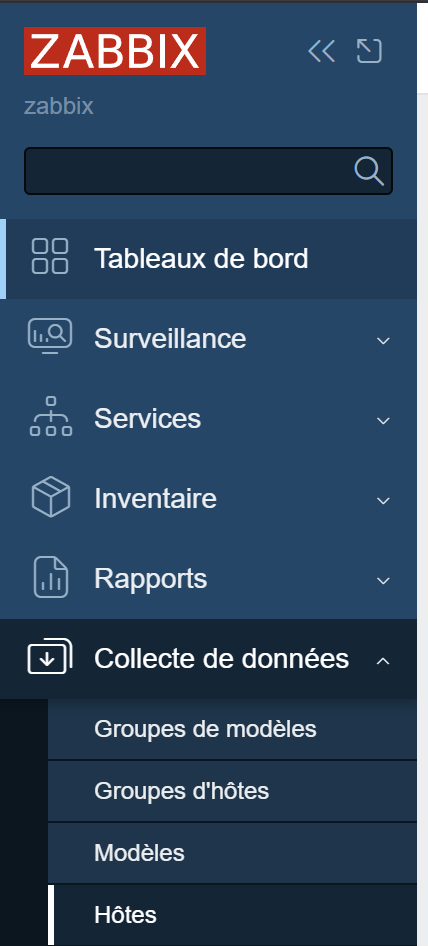 ZABBIX
zabbix
Tableaux de bord
Surveillance
Services
Inventaire
Rapports
Collecte de données
Groupes de modèles
Groupes d'hôtes
Modèles
Hôtes